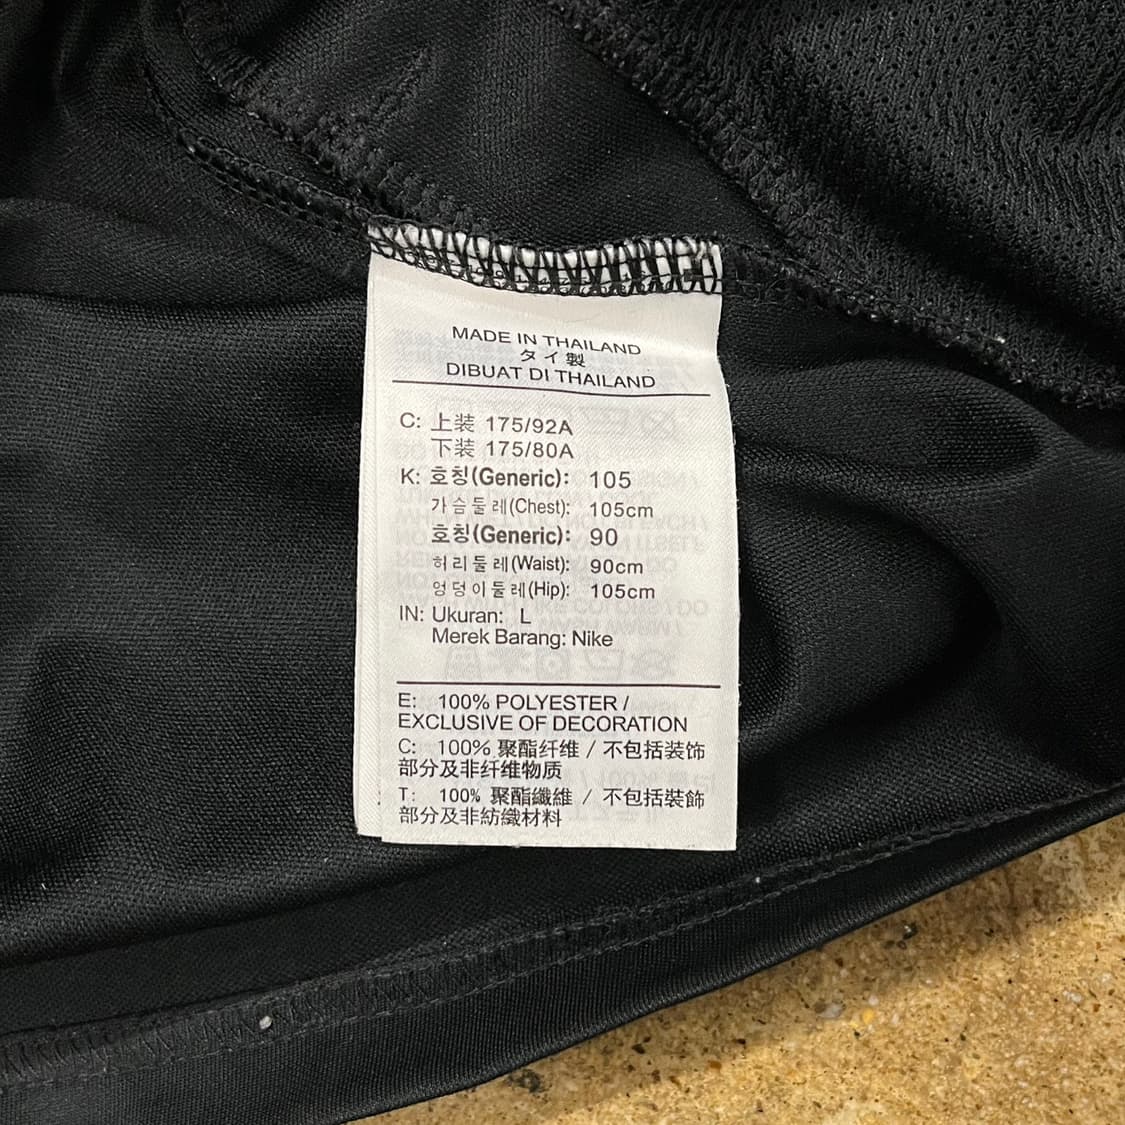 MADE IN THAILAND
タイ製
DIBUAT DI THAILAND
C: 上装 175/92A
下装 175/80A
K: 호칭(Generic): 105
가슴둘레(Chest): 105cm
호칭(Generic): 90
허리둘레(Waist): 90cm
엉덩이둘레(Hip): 105cm
IN: Ukuran: L
Merek Barang: Nike
E: 100% POLYESTER /
EXCLUSIVE OF DECORATION
C: 100% 聚酯纤维 / 不包括装饰
部分及非纤维物质
T: 100% 聚酯纖維 / 不包括裝飾
部分及非紡織材料